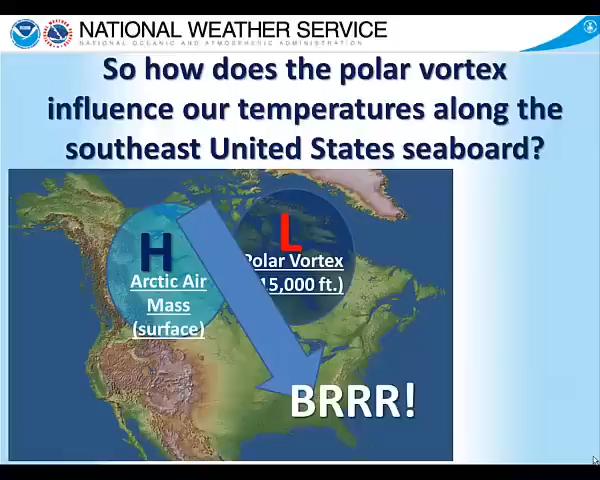 NATIONAL WEATHER SERVICE
NATIONAL OCEANIC AND ATMOSPHERIC ADMINISTRATION
So how does the polar vortex
influence our temperatures along the
southeast United States seaboard?
H
Arctic Air
Mass
(surface)
L
Polar Vortex
15,000 ft.)
BRRR!